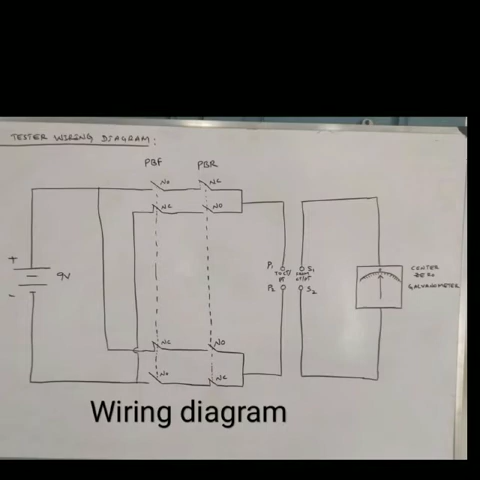 TESTER WIRING DIAGRAM:
PBF PBR
NO NC
NC NO
+
9V
-
P1 S1
P2 S2
CENTER
ZERO
GALVANOMETER
NC NO
NO NC
Wiring diagram